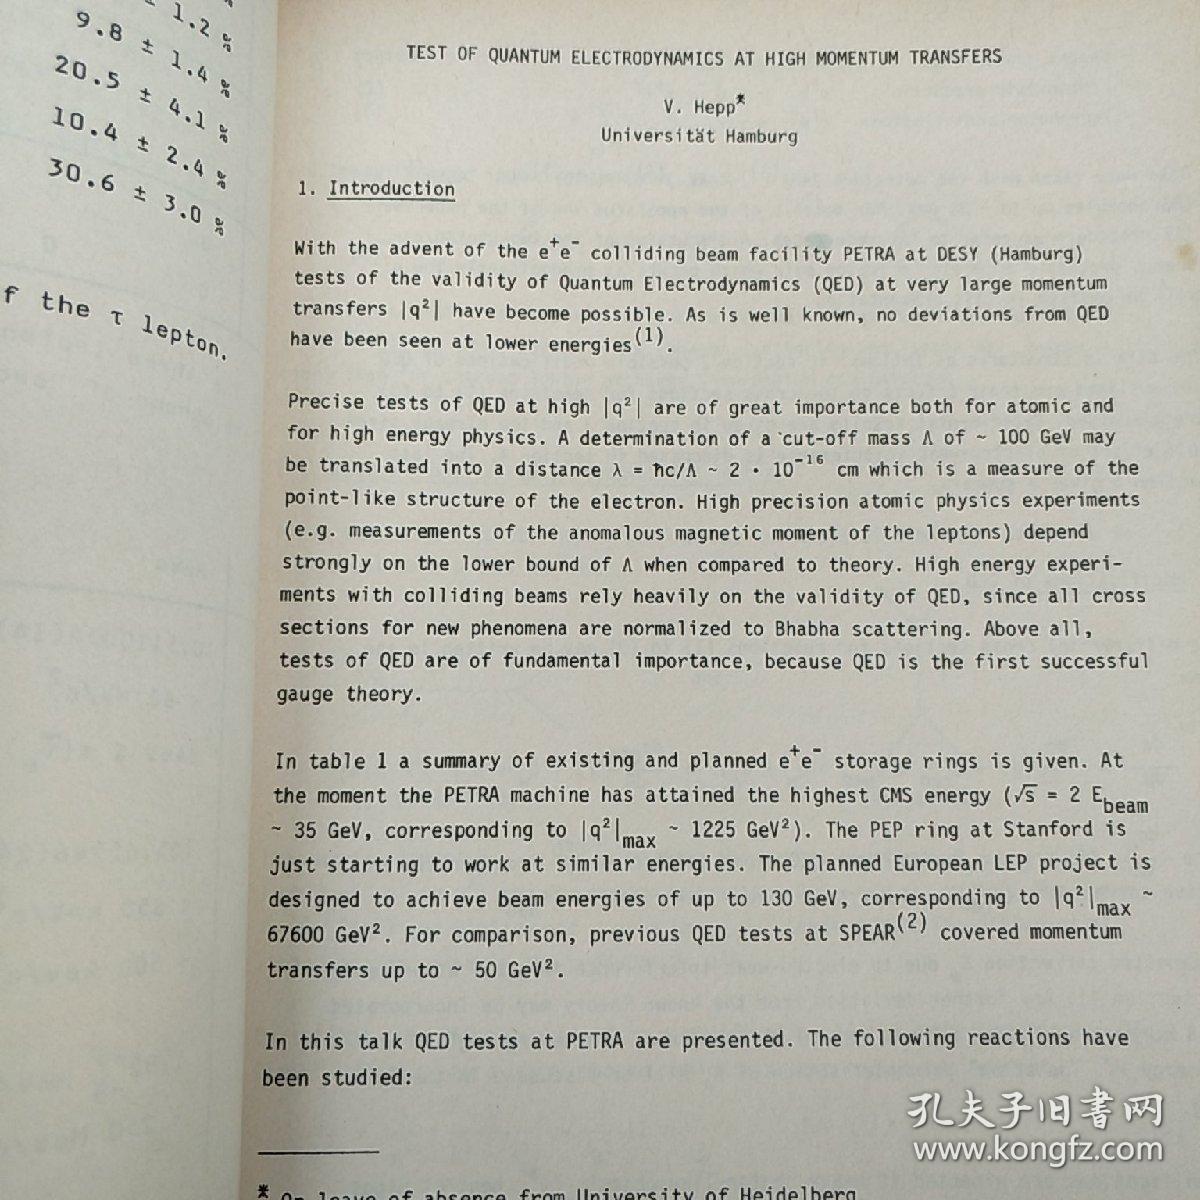 1.2 %
9.8 ± 1.4 %
20.5 ± 4.1 %
10.4 ± 2.4 %
30.6 ± 3.0 %
f the τ lepton.
TEST OF QUANTUM ELECTRODYNAMICS AT HIGH MOMENTUM TRANSFERS
V. Hepp*
Universität Hamburg
1. Introduction
With the advent of the e⁺e⁻ colliding beam facility PETRA at DESY (Hamburg)
tests of the validity of Quantum Electrodynamics (QED) at very large momentum
transfers |q²| have become possible. As is well known, no deviations from QED
have been seen at lower energies⁽¹⁾.
Precise tests of QED at high |q²| are of great importance both for atomic and
for high energy physics. A determination of a cut-off mass Λ of ~ 100 GeV may
be translated into a distance λ = ħc/Λ ~ 2 · 10⁻¹⁶ cm which is a measure of the
point-like structure of the electron. High precision atomic physics experiments
(e.g. measurements of the anomalous magnetic moment of the leptons) depend
strongly on the lower bound of Λ when compared to theory. High energy experi-
ments with colliding beams rely heavily on the validity of QED, since all cross
sections for new phenomena are normalized to Bhabha scattering. Above all,
tests of QED are of fundamental importance, because QED is the first successful
gauge theory.
In table 1 a summary of existing and planned e⁺e⁻ storage rings is given. At
the moment the PETRA machine has attained the highest CMS energy (√s = 2 E_beam
~ 35 GeV, corresponding to |q²|_max ~ 1225 GeV²). The PEP ring at Stanford is
just starting to work at similar energies. The planned European LEP project is
designed to achieve beam energies of up to 130 GeV, corresponding to |q²|_max ~
67600 GeV². For comparison, previous QED tests at SPEAR⁽²⁾ covered momentum
transfers up to ~ 50 GeV².
In this talk QED tests at PETRA are presented. The following reactions have
been studied:
* On leave of absence from University of Heidelberg
孔夫子旧书网
www.kongfz.com